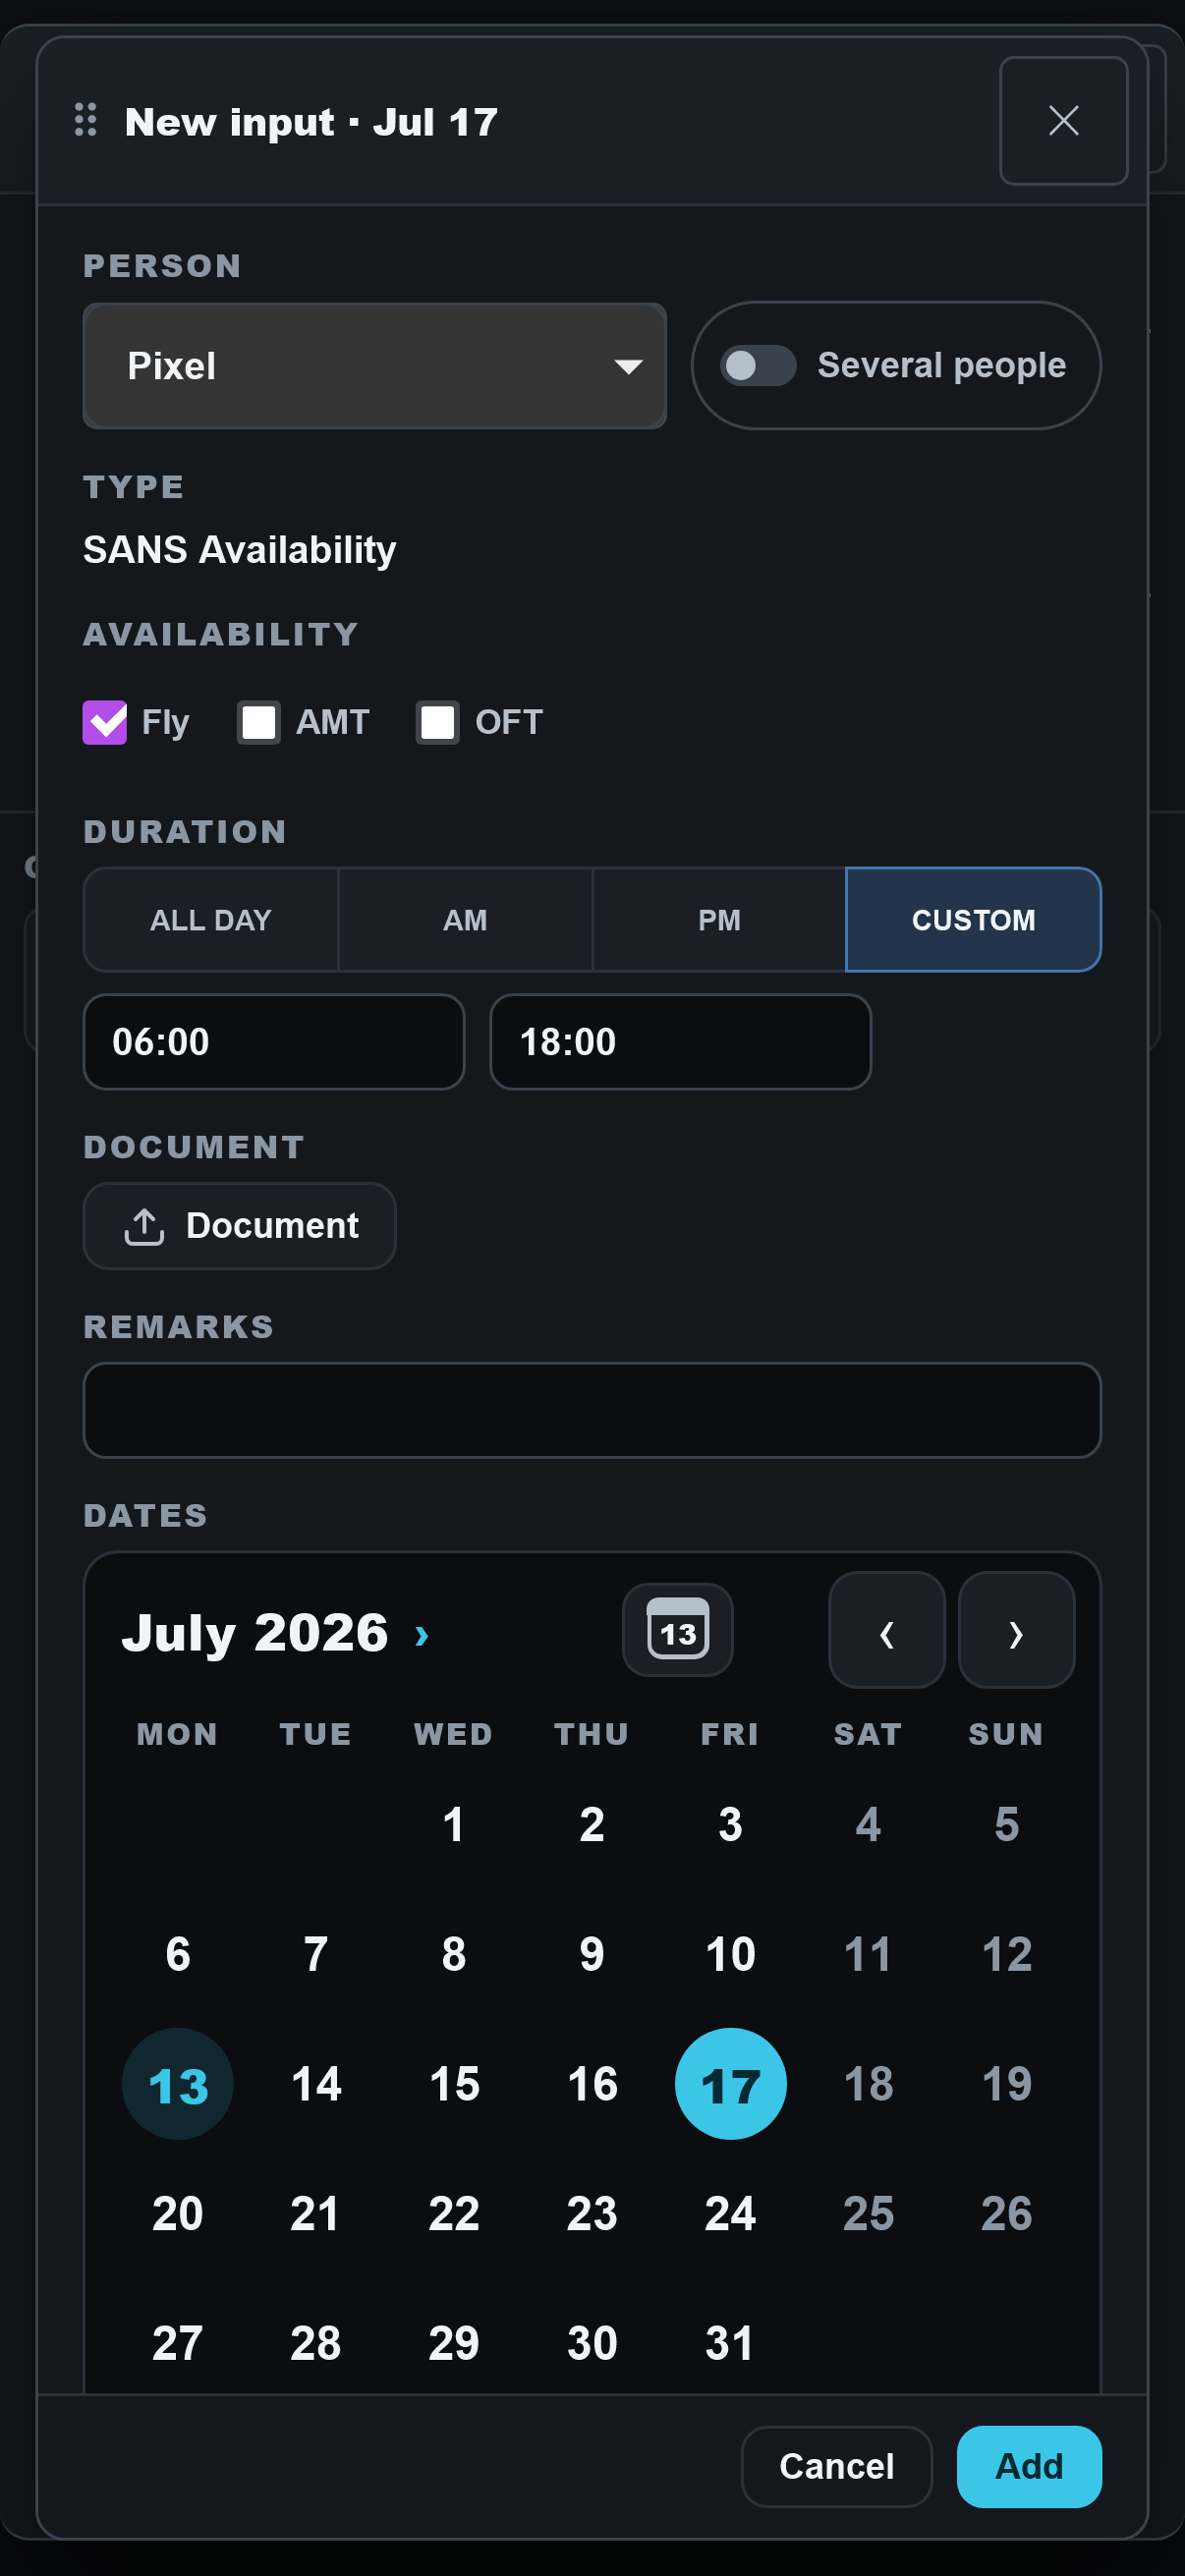 New input · Jul 17
PERSON
Pixel
Several people
TYPE
SANS Availability
AVAILABILITY
Fly AMT OFT
DURATION
ALL DAY AM PM CUSTOM
06:00 18:00
DOCUMENT
Document
REMARKS
DATES
July 2026 › 13 ‹ ›
MON TUE WED THU FRI SAT SUN
1 2 3 4 5
6 7 8 9 10 11 12
13 14 15 16 17 18 19
20 21 22 23 24 25 26
27 28 29 30 31
Cancel Add